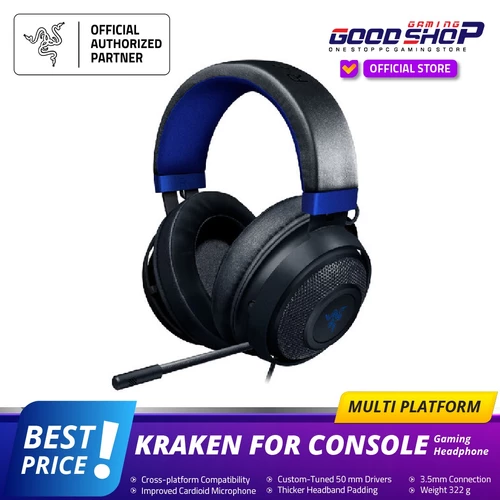 OFFICIAL
AUTHORIZED
PARTNER
GAMING
GOODSHOP
ONE STOP PC GAMING STORE
OFFICIAL STORE
MULTI PLATFORM
BEST
PRICE!
KRAKEN FOR CONSOLE
Gaming
Headphone
• Cross-platform Compatibility
• Custom-Tuned 50 mm Drivers
• 3.5mm Connection
• Improved Cardioid Microphone
• Thicker Headband Padding
• Weight 322 g